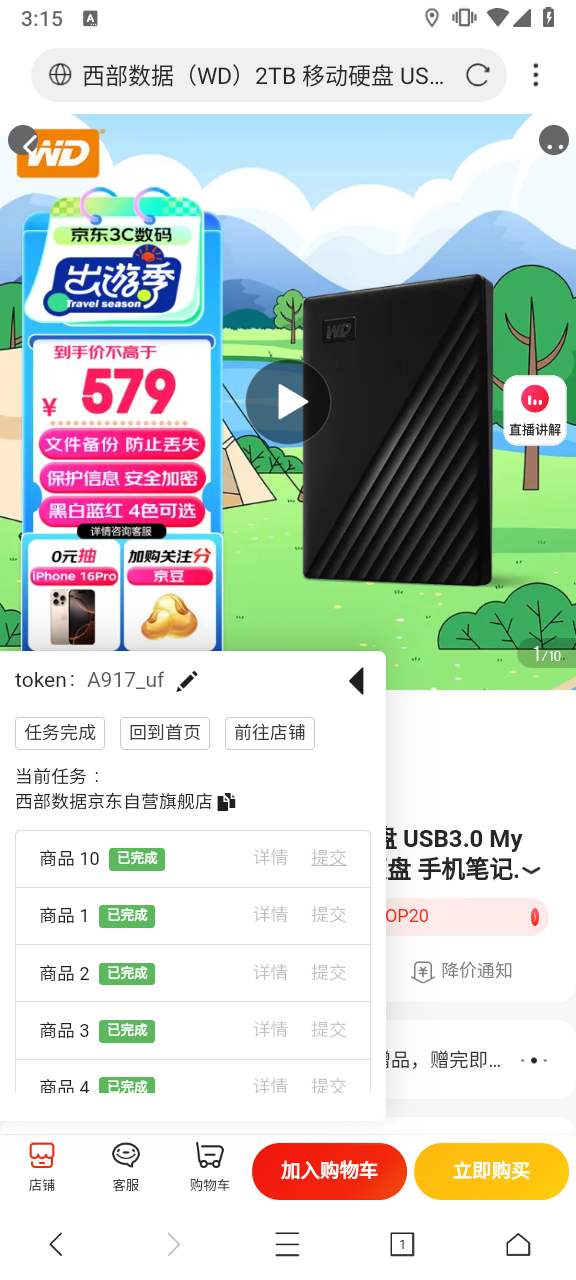 3:15
A
西部数据（WD）2TB 移动硬盘 US...
WD
京东3C数码
出游季
Travel season
到手价不高于
¥ 579
文件备份 防止丢失
保护信息 安全加密
黑白蓝红 4色可选
详情咨询客服
0元抽
iPhone 16Pro
加购关注分
京豆
WD
直播讲解
1/10
token： A917_uf
任务完成
回到首页
前往店铺
当前任务：
西部数据京东自营旗舰店
商品 10 已完成 详情 提交
商品 1 已完成 详情 提交
商品 2 已完成 详情 提交
商品 3 已完成 详情 提交
商品 4 已完成 详情 提交
盘 USB3.0 My
硬盘 手机笔记.
OP20
降价通知
赠品，赠完即...
店铺
客服
购物车
加入购物车
立即购买
1